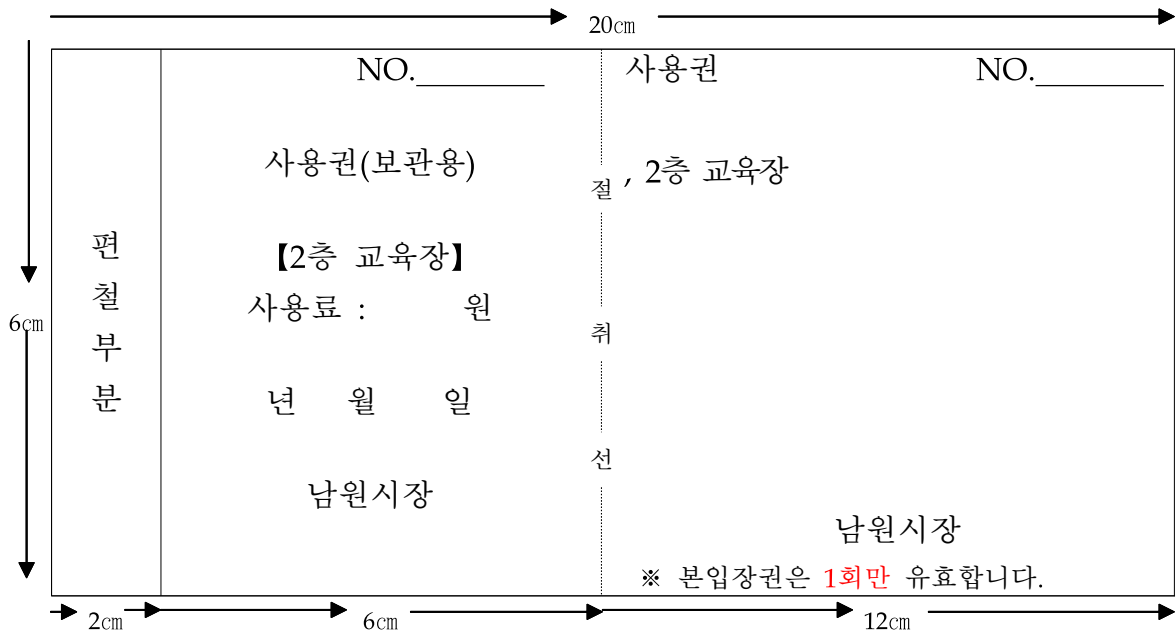 20㎝
NO.
사용권 NO.
사용권(보관용)
, 2층 교육장
【2층 교육장】
사용료 : 원
년 월 일
남원시장
편
철
부
분
절
취
선
남원시장
※ 본입장권은 1회만 유효합니다.
6㎝
2㎝
6㎝
12㎝